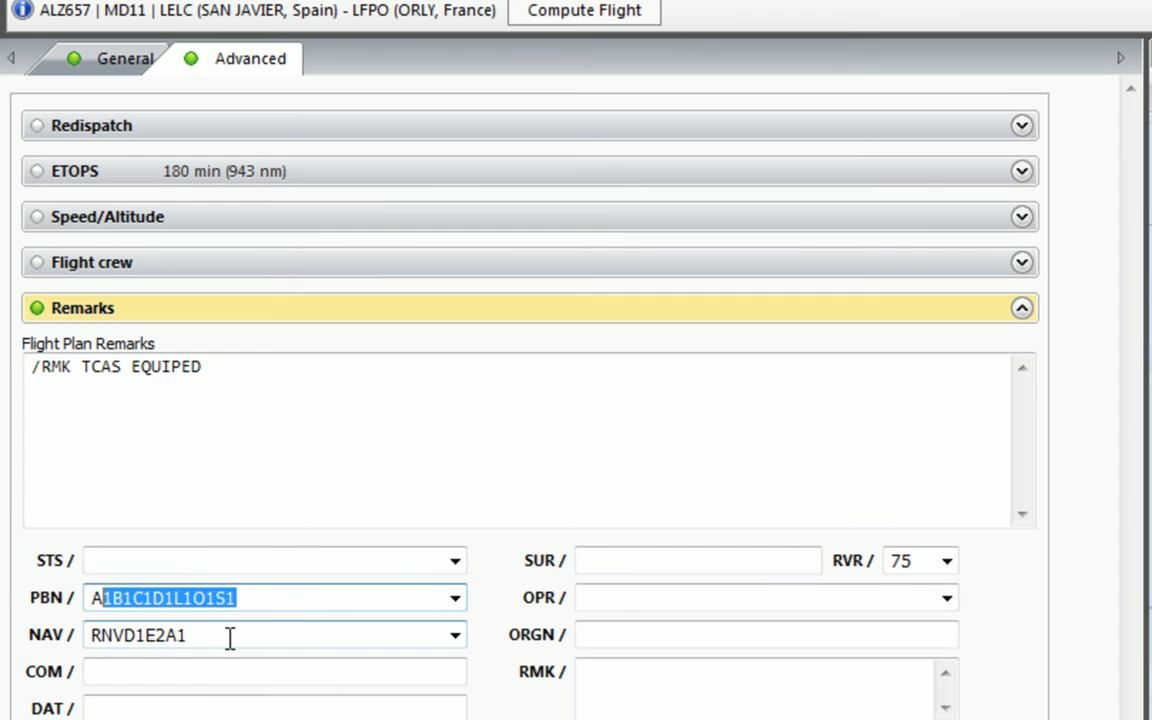 ALZ657 | MD11 | LELC (SAN JAVIER, Spain) - LFPO (ORLY, France) Compute Flight
General Advanced
Redispatch
ETOPS 180 min (943 nm)
Speed/Altitude
Flight crew
Remarks
Flight Plan Remarks
/RMK TCAS EQUIPED
STS / SUR / RVR / 75
PBN / A1B1C1D1L1O1S1 OPR /
NAV / RNVD1E2A1 ORGN /
COM / RMK /
DAT /